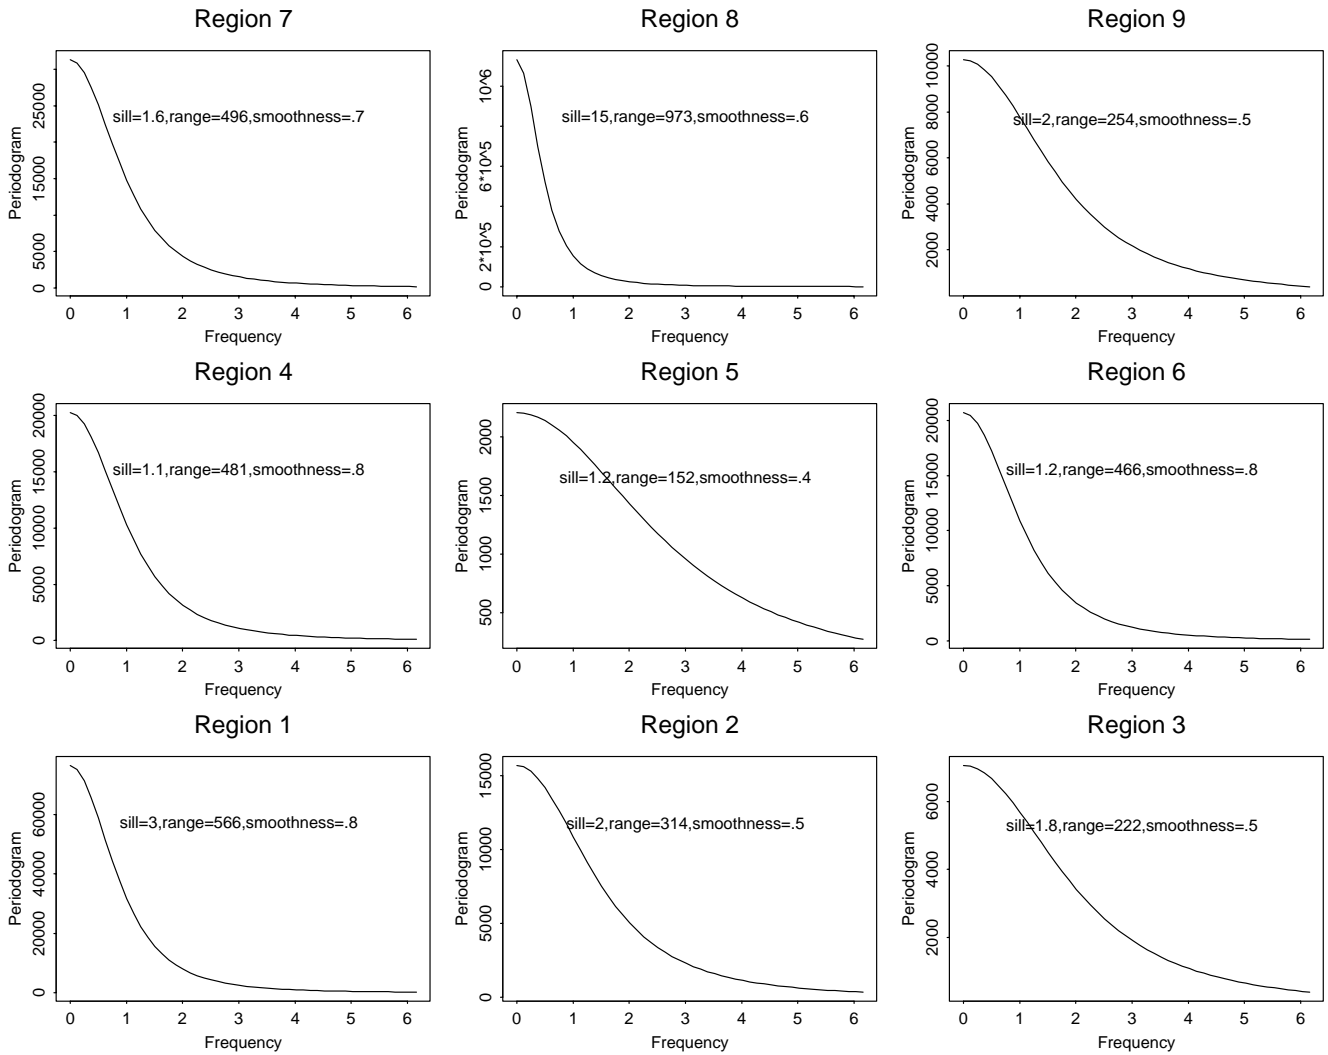 Region 7
Periodogram
0
5000
15000
25000
sill=1.6,range=496,smoothness=.7
0 1 2 3 4 5 6
Frequency
Region 8
Periodogram
0
2*10^5
6*10^5
10^6
sill=15,range=973,smoothness=.6
0 1 2 3 4 5 6
Frequency
Region 9
Periodogram
2000
4000
6000
8000
10000
sill=2,range=254,smoothness=.5
0 1 2 3 4 5 6
Frequency
Region 4
Periodogram
0
5000
10000
15000
20000
sill=1.1,range=481,smoothness=.8
0 1 2 3 4 5 6
Frequency
Region 5
Periodogram
500
1000
1500
2000
sill=1.2,range=152,smoothness=.4
0 1 2 3 4 5 6
Frequency
Region 6
Periodogram
0
5000
10000
15000
20000
sill=1.2,range=466,smoothness=.8
0 1 2 3 4 5 6
Frequency
Region 1
Periodogram
0
20000
40000
60000
sill=3,range=566,smoothness=.8
0 1 2 3 4 5 6
Frequency
Region 2
Periodogram
0
5000
10000
15000
sill=2,range=314,smoothness=.5
0 1 2 3 4 5 6
Frequency
Region 3
Periodogram
2000
4000
6000
sill=1.8,range=222,smoothness=.5
0 1 2 3 4 5 6
Frequency